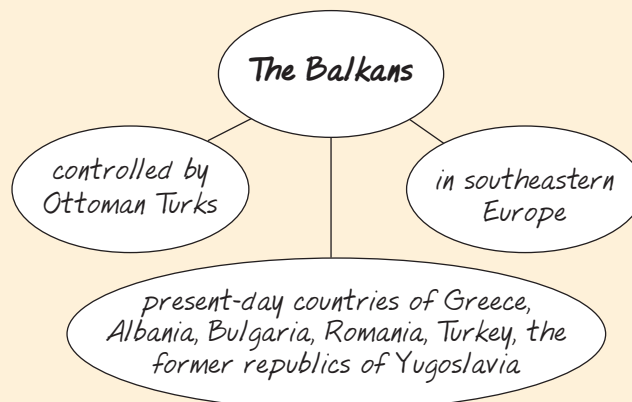 The Balkans
controlled by
Ottoman Turks
in southeastern
Europe
present-day countries of Greece,
Albania, Bulgaria, Romania, Turkey, the
former republics of Yugoslavia